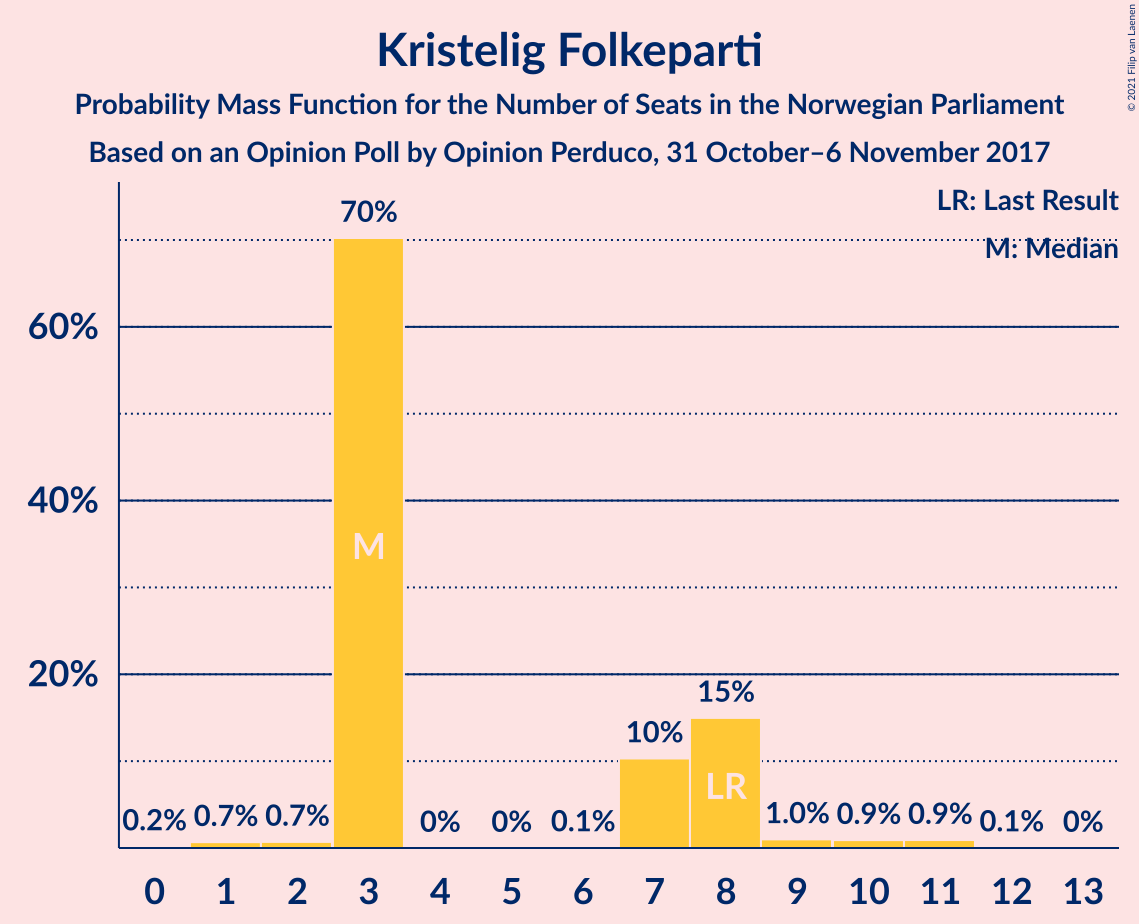 Kristelig Folkeparti
Probability Mass Function for the Number of Seats in the Norwegian Parliament
Based on an Opinion Poll by Opinion Perduco, 31 October–6 November 2017
© 2021 Filip van Laenen
LR: Last Result
M: Median
70%
60%
40%
M
20%
15%
10%
LR
0.2% 0.7% 0.7% 0% 0% 0.1% 1.0% 0.9% 0.9% 0.1% 0%
0 1 2 3 4 5 6 7 8 9 10 11 12 13